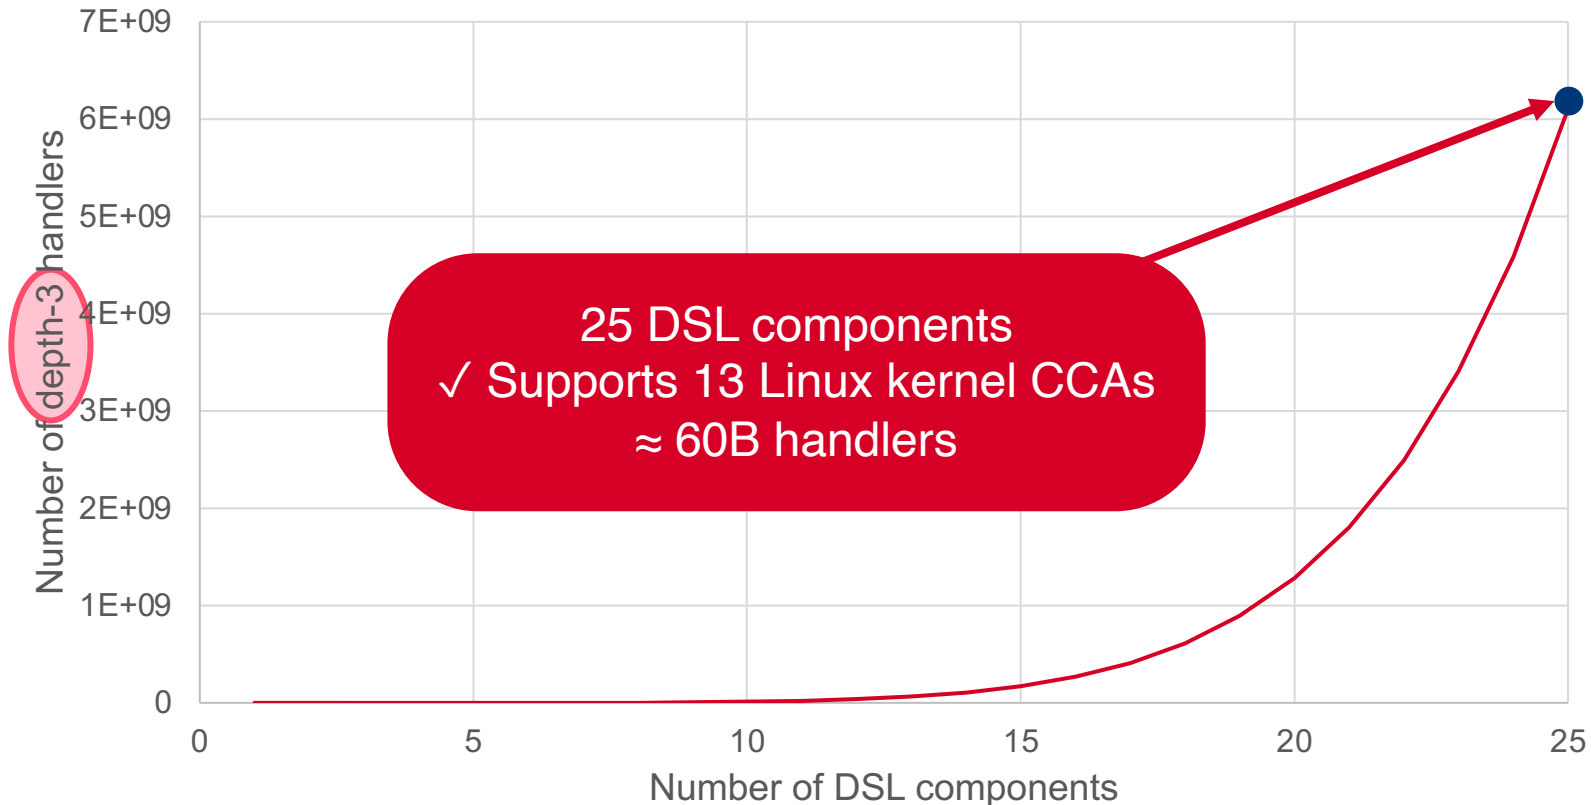 7E+09
6E+09
5E+09
4E+09
3E+09
2E+09
1E+09
0
Number of depth-3 handlers
25 DSL components
✓ Supports 13 Linux kernel CCAs
≈ 60B handlers
0 5 10 15 20 25
Number of DSL components